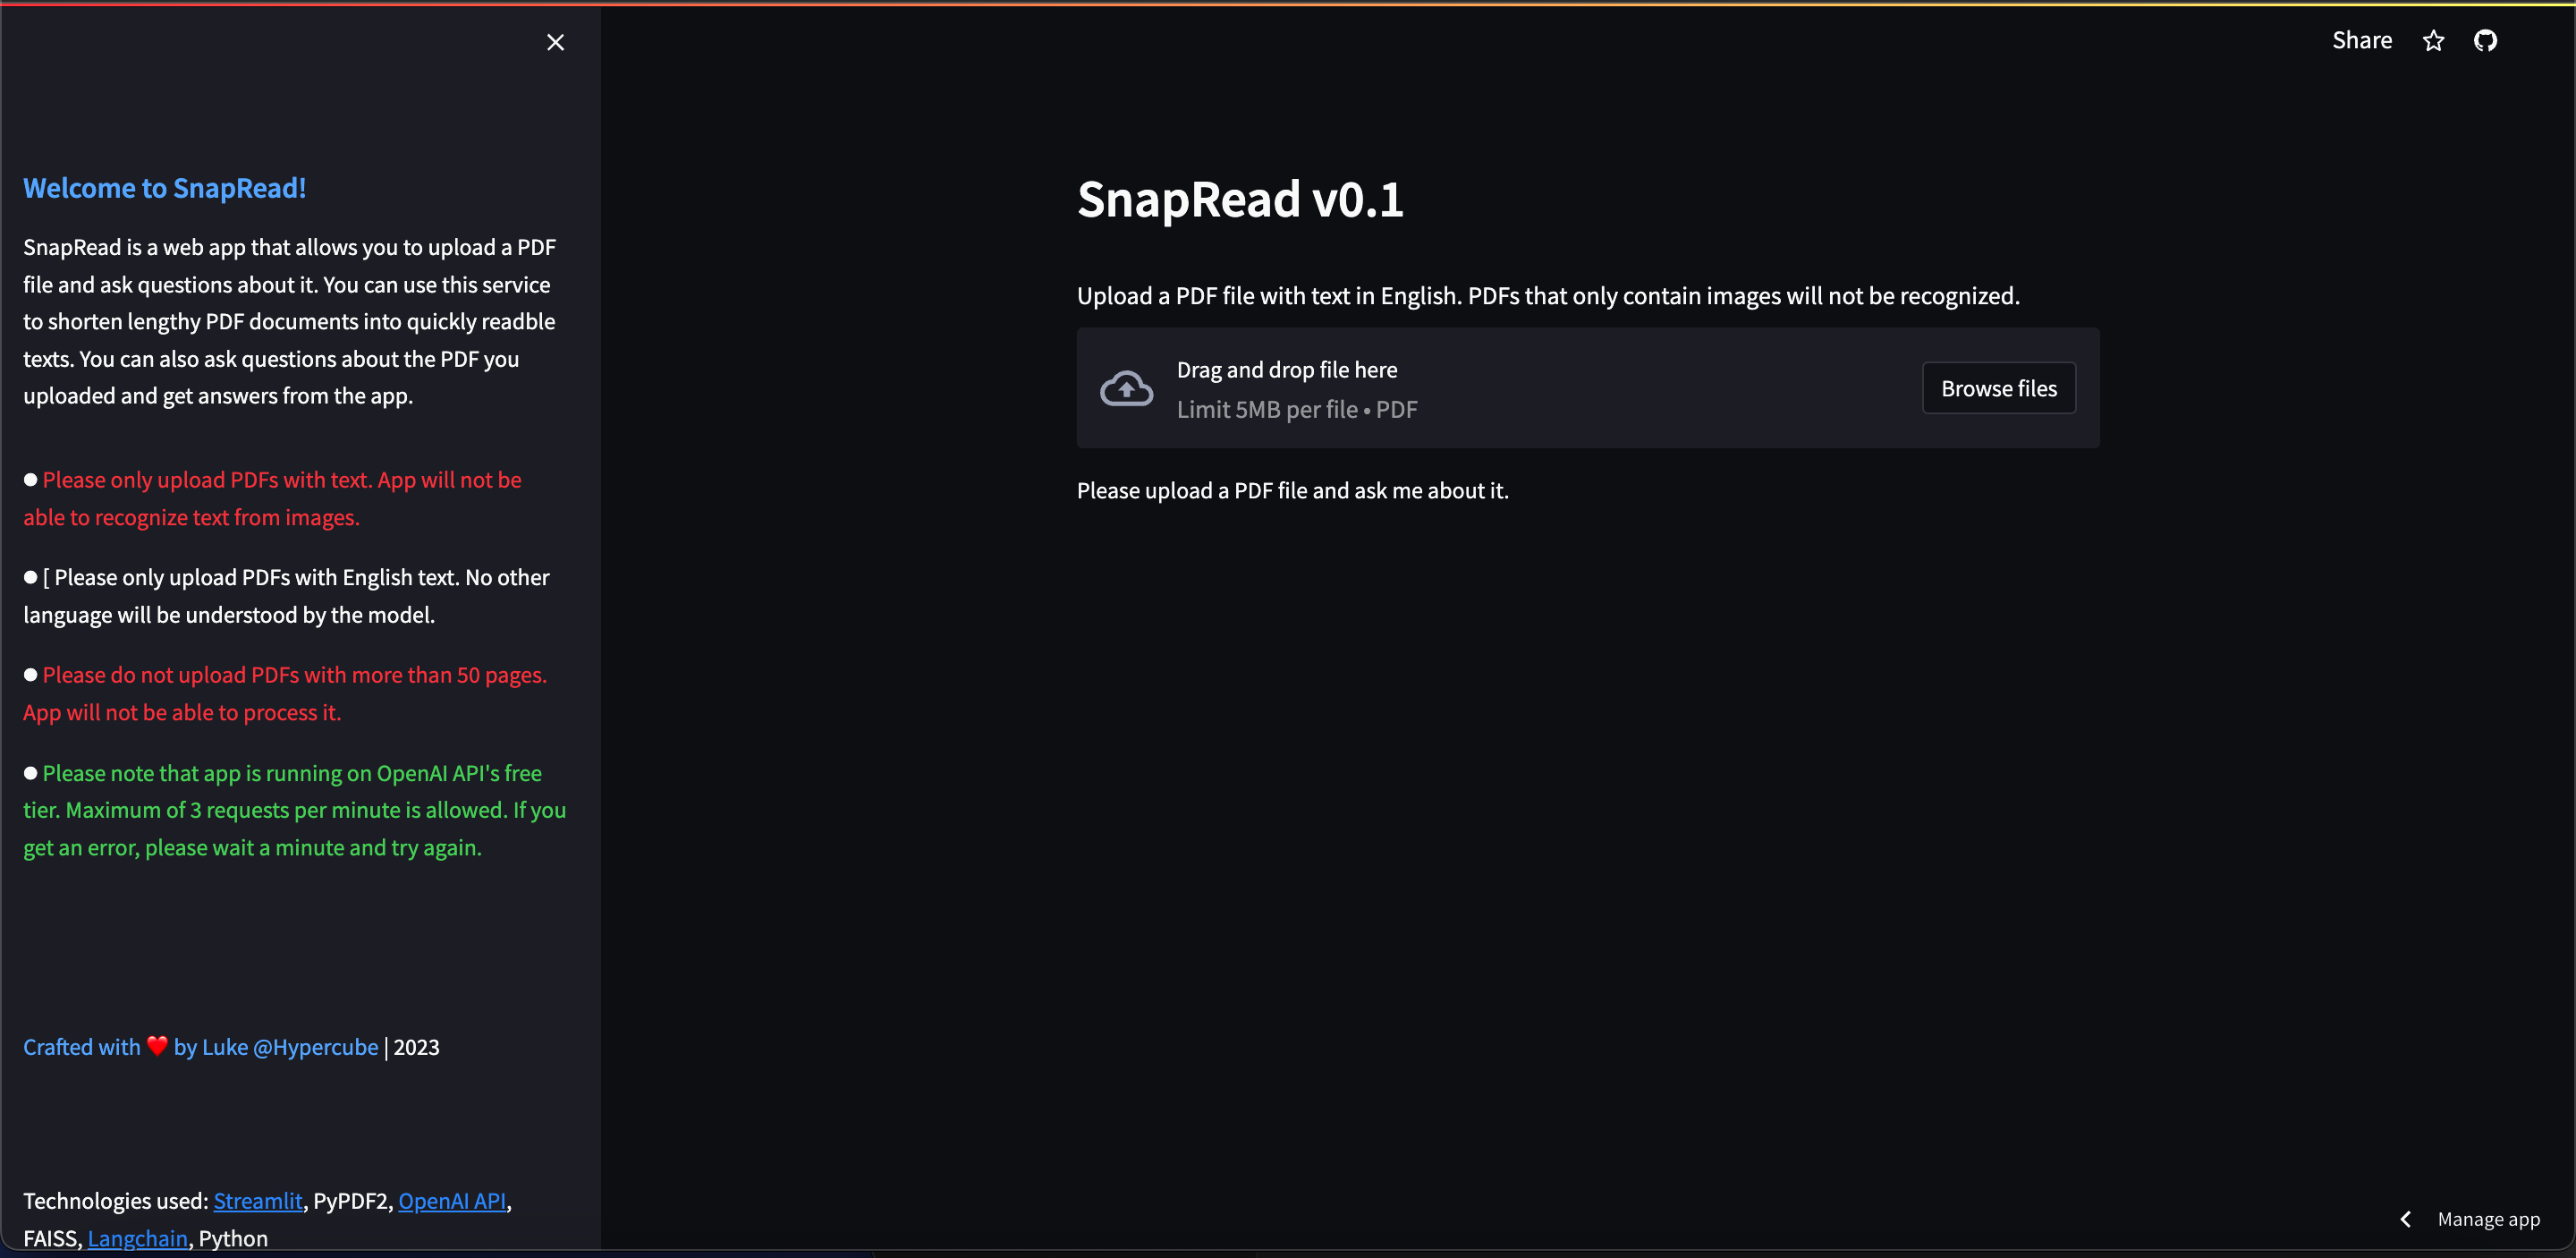 Share
Welcome to SnapRead!
SnapRead is a web app that allows you to upload a PDF
file and ask questions about it. You can use this service
to shorten lengthy PDF documents into quickly readble
texts. You can also ask questions about the PDF you
uploaded and get answers from the app.
● Please only upload PDFs with text. App will not be
able to recognize text from images.
● [ Please only upload PDFs with English text. No other
language will be understood by the model.
● Please do not upload PDFs with more than 50 pages.
App will not be able to process it.
● Please note that app is running on OpenAI API's free
tier. Maximum of 3 requests per minute is allowed. If you
get an error, please wait a minute and try again.
Crafted with ❤️ by Luke @Hypercube | 2023
Technologies used: Streamlit, PyPDF2, OpenAI API,
FAISS, Langchain, Python
SnapRead v0.1
Upload a PDF file with text in English. PDFs that only contain images will not be recognized.
Drag and drop file here
Limit 5MB per file • PDF
Browse files
Please upload a PDF file and ask me about it.
Manage app